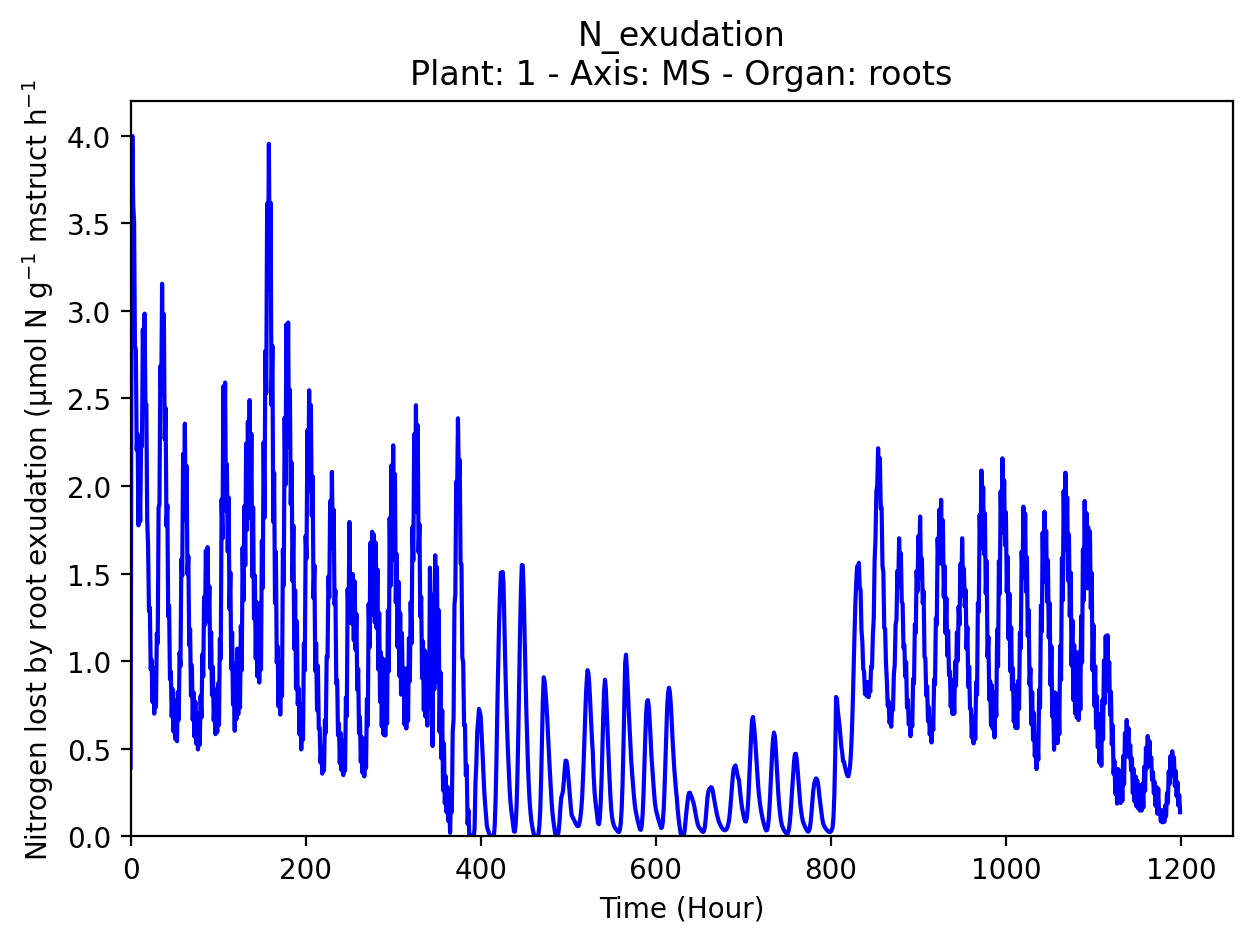 N_exudation
Plant: 1 - Axis: MS - Organ: roots
Nitrogen lost by root exudation (µmol N g⁻¹ mstruct h⁻¹
4.0
3.5
3.0
2.5
2.0
1.5
1.0
0.5
0.0
0 200 400 600 800 1000 1200
Time (Hour)